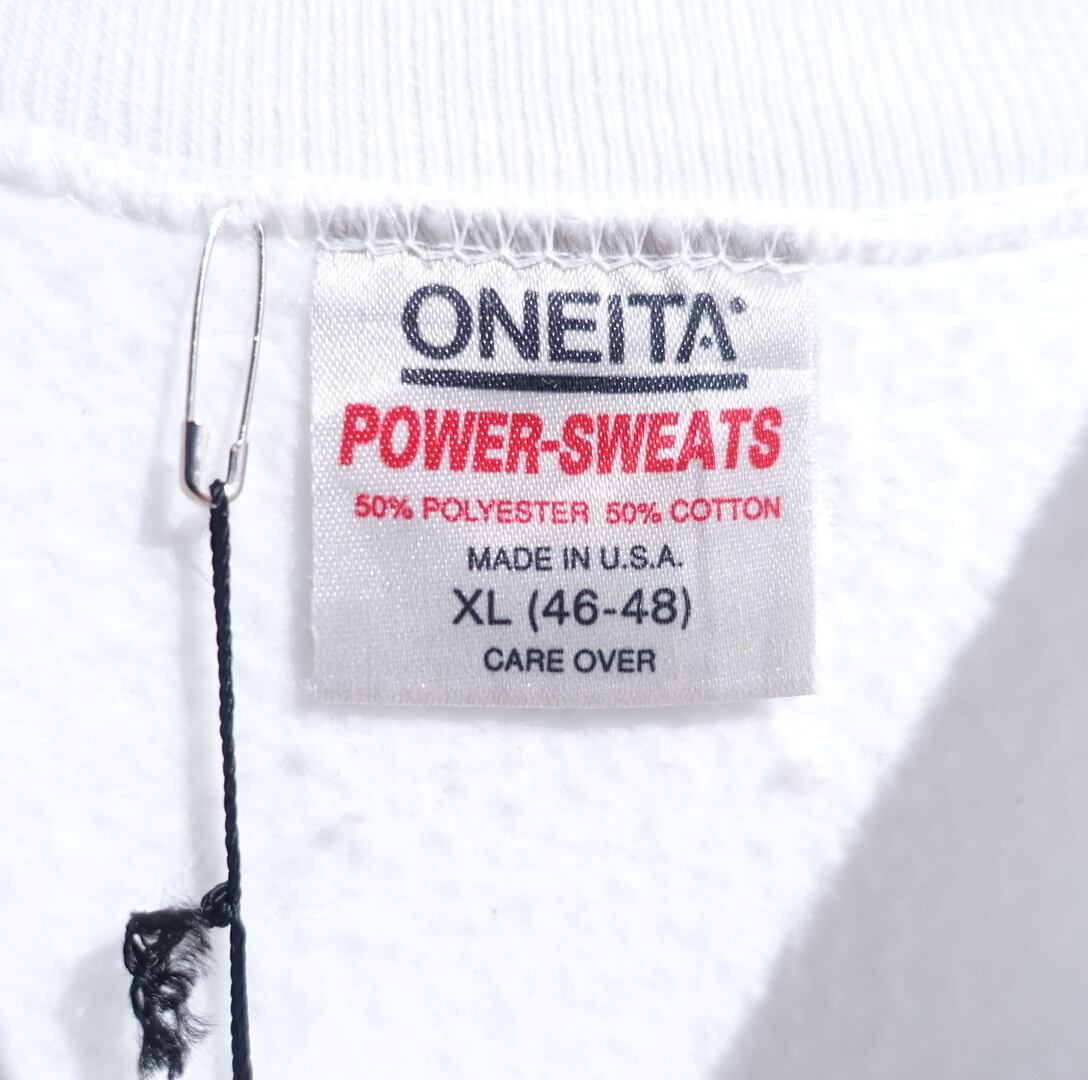 ONEITA
POWER-SWEATS
50% POLYESTER 50% COTTON
MADE IN U.S.A.
XL (46-48)
CARE OVER